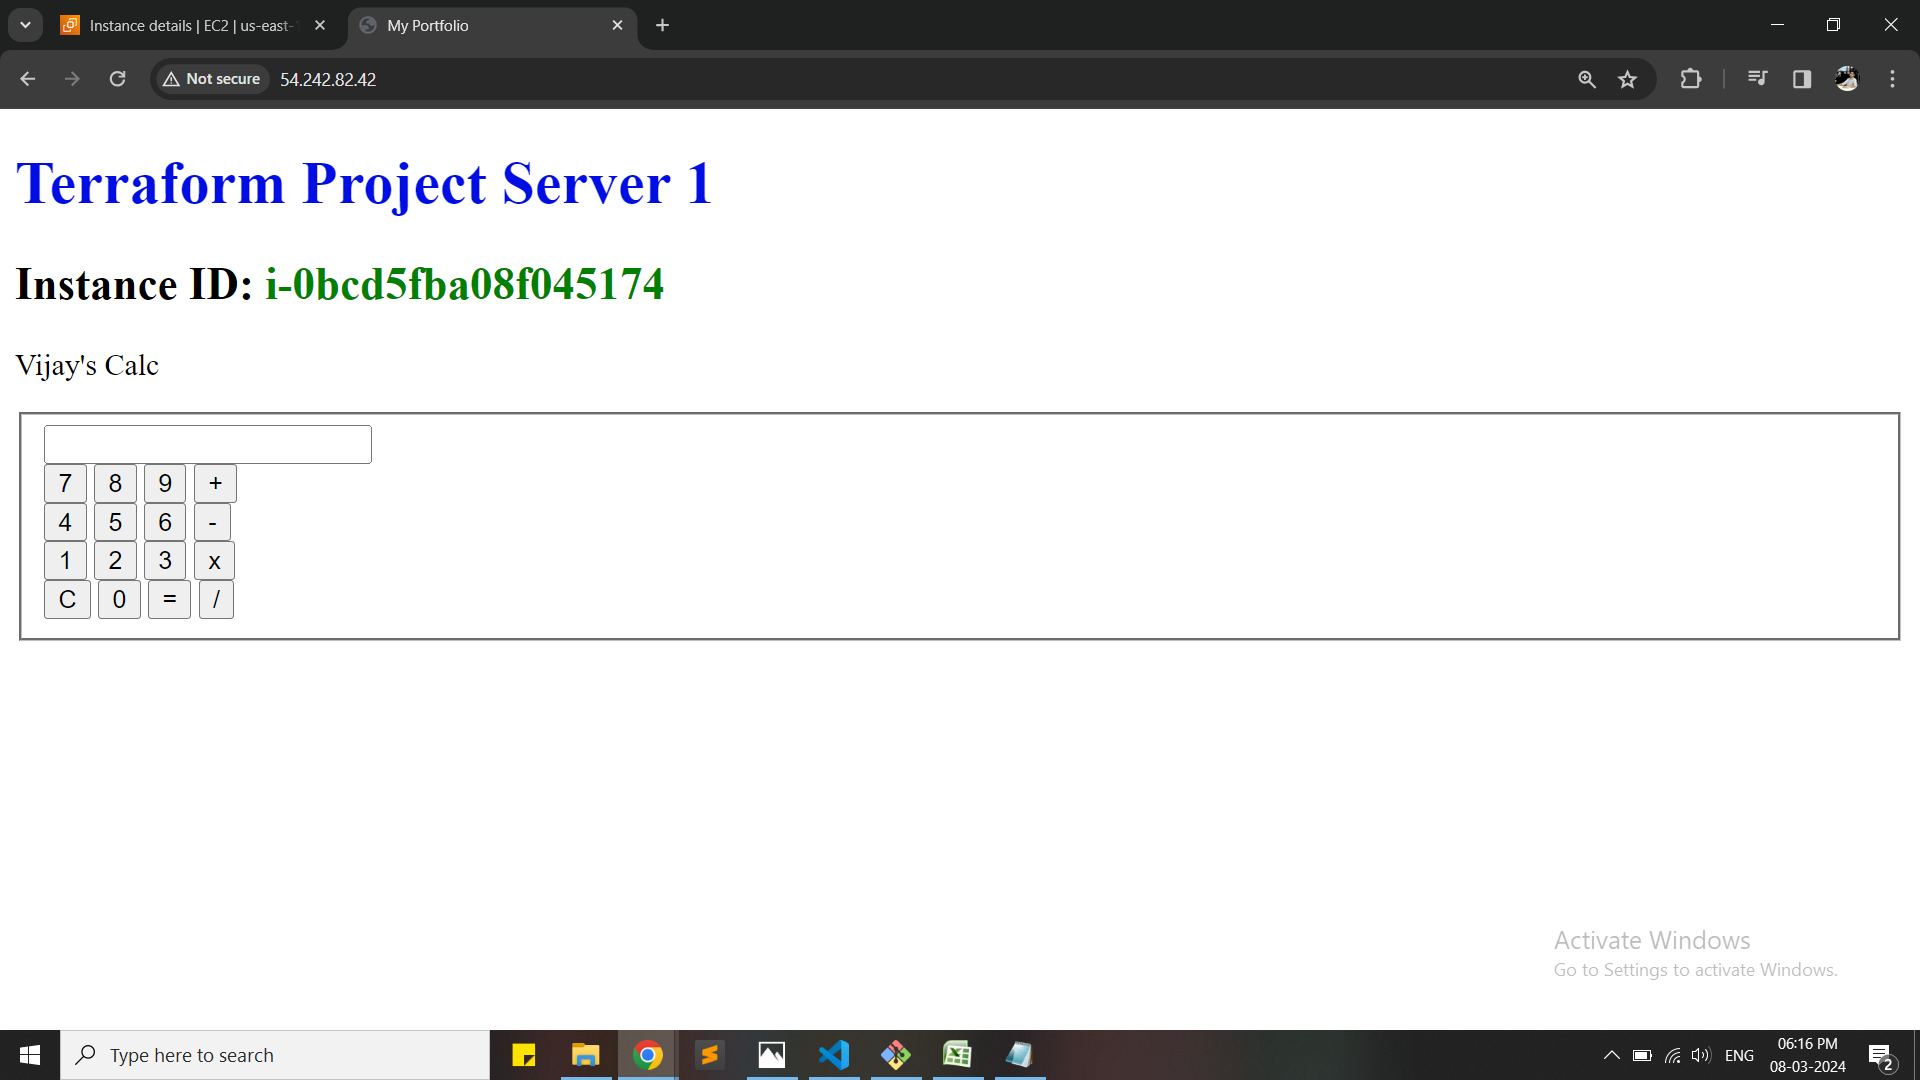 Instance details | EC2 | us-east-
My Portfolio
Not secure
54.242.82.42
Terraform Project Server 1
Instance ID: i-0bcd5fba08f045174
Vijay's Calc
7 8 9 +
4 5 6 -
1 2 3 x
C 0 = /
Activate Windows
Go to Settings to activate Windows.
Type here to search
ENG
06:16 PM
08-03-2024
2